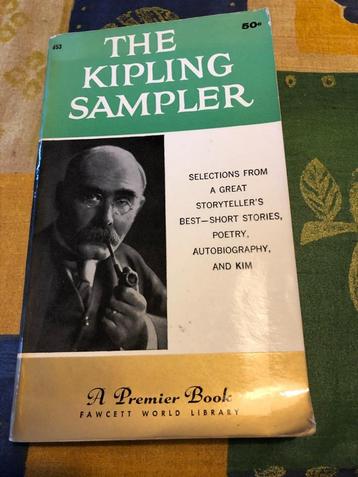 453
50¢
THE
KIPLING
SAMPLER
SELECTIONS FROM
A GREAT
STORYTELLER'S
BEST—SHORT STORIES,
POETRY,
AUTOBIOGRAPHY,
AND KIM
A Premier Book
FAWCETT WORLD LIBRARY